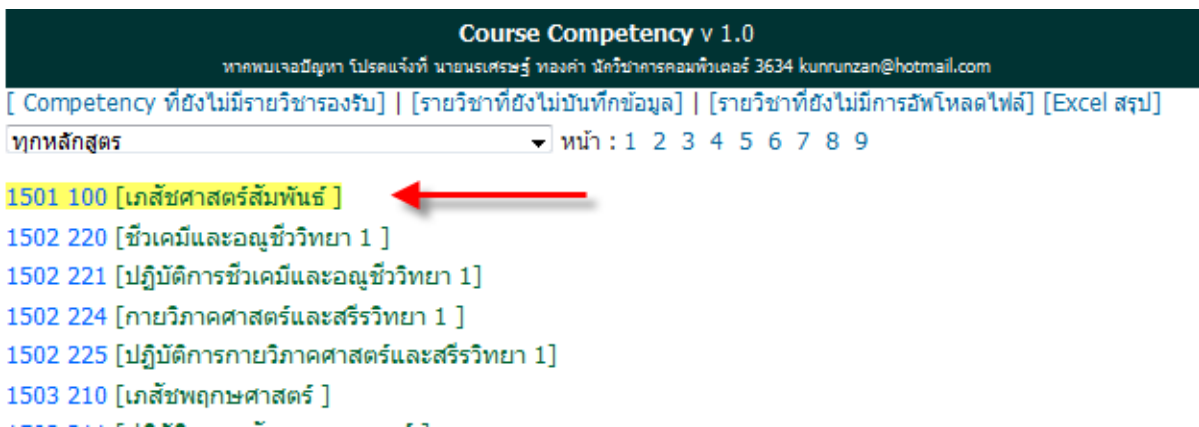 Course Competency v 1.0
หากพบเจอปัญหา โปรดแจ้งที่ นายนรเศรษฐ์ ทองคำ นักวิชาการคอมพิวเตอร์ 3634 kunrunzan@hotmail.com
[ Competency ที่ยังไม่มีรายวิชารองรับ] | [รายวิชาที่ยังไม่บันทึกข้อมูล] | [รายวิชาที่ยังไม่มีการอัพโหลดไฟล์] [Excel สรุป]
ทุกหลักสูตร หน้า : 1 2 3 4 5 6 7 8 9
1501 100 [เภสัชศาสตร์สัมพันธ์ ]
1502 220 [ชีวเคมีและอณูชีววิทยา 1 ]
1502 221 [ปฏิบัติการชีวเคมีและอณูชีววิทยา 1]
1502 224 [กายวิภาคศาสตร์และสรีรวิทยา 1 ]
1502 225 [ปฏิบัติการกายวิภาคศาสตร์และสรีรวิทยา 1]
1503 210 [เภสัชพฤกษศาสตร์ ]